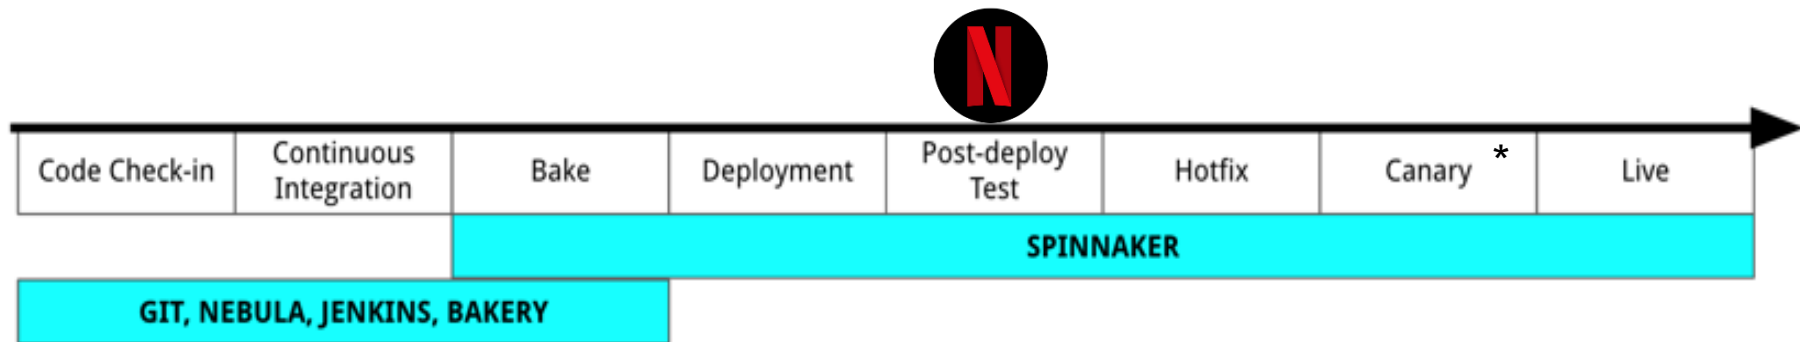 N
Code Check-in
Continuous
Integration
Bake
Deployment
Post-deploy
Test
Hotfix
Canary *
Live
SPINNAKER
GIT, NEBULA, JENKINS, BAKERY